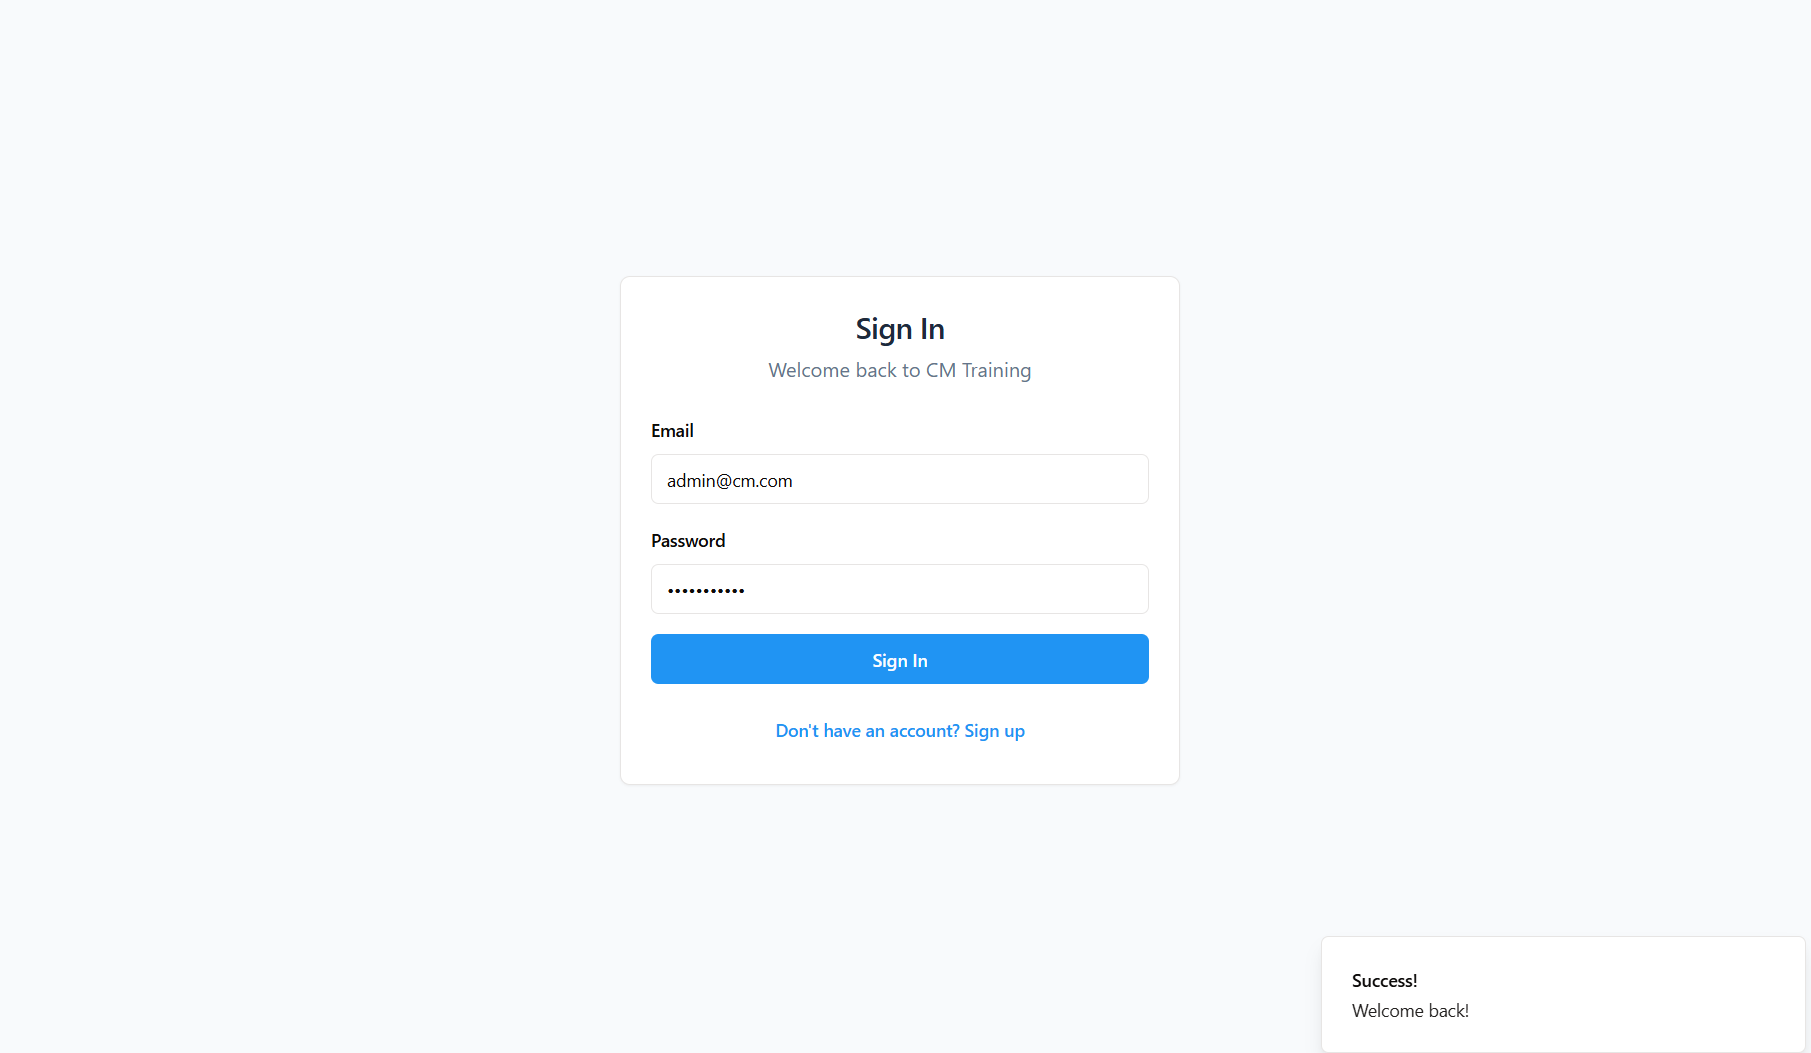 Sign In
Welcome back to CM Training
Email
admin@cm.com
Password
•••••••••••
Sign In
Don't have an account? Sign up
Success!
Welcome back!